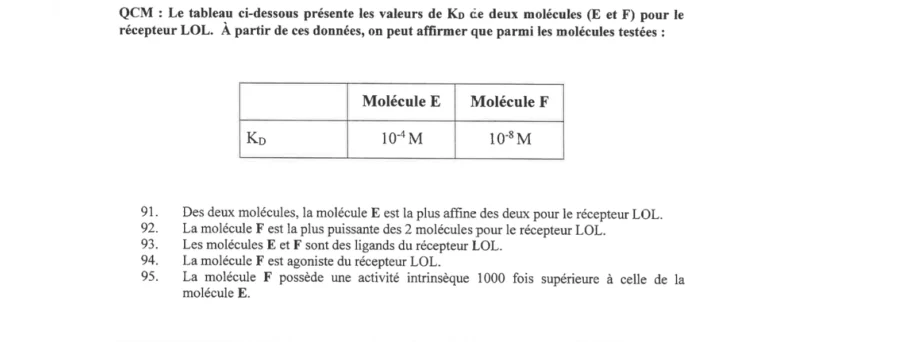 QCM : Le tableau ci-dessous présente les valeurs de KD de deux molécules (E et F) pour le
récepteur LOL. À partir de ces données, on peut affirmer que parmi les molécules testées :
Molécule E Molécule F
KD 10⁻⁴ M 10⁻⁸ M
91. Des deux molécules, la molécule E est la plus affine des deux pour le récepteur LOL.
92. La molécule F est la plus puissante des 2 molécules pour le récepteur LOL.
93. Les molécules E et F sont des ligands du récepteur LOL.
94. La molécule F est agoniste du récepteur LOL.
95. La molécule F possède une activité intrinsèque 1000 fois supérieure à celle de la
molécule E.